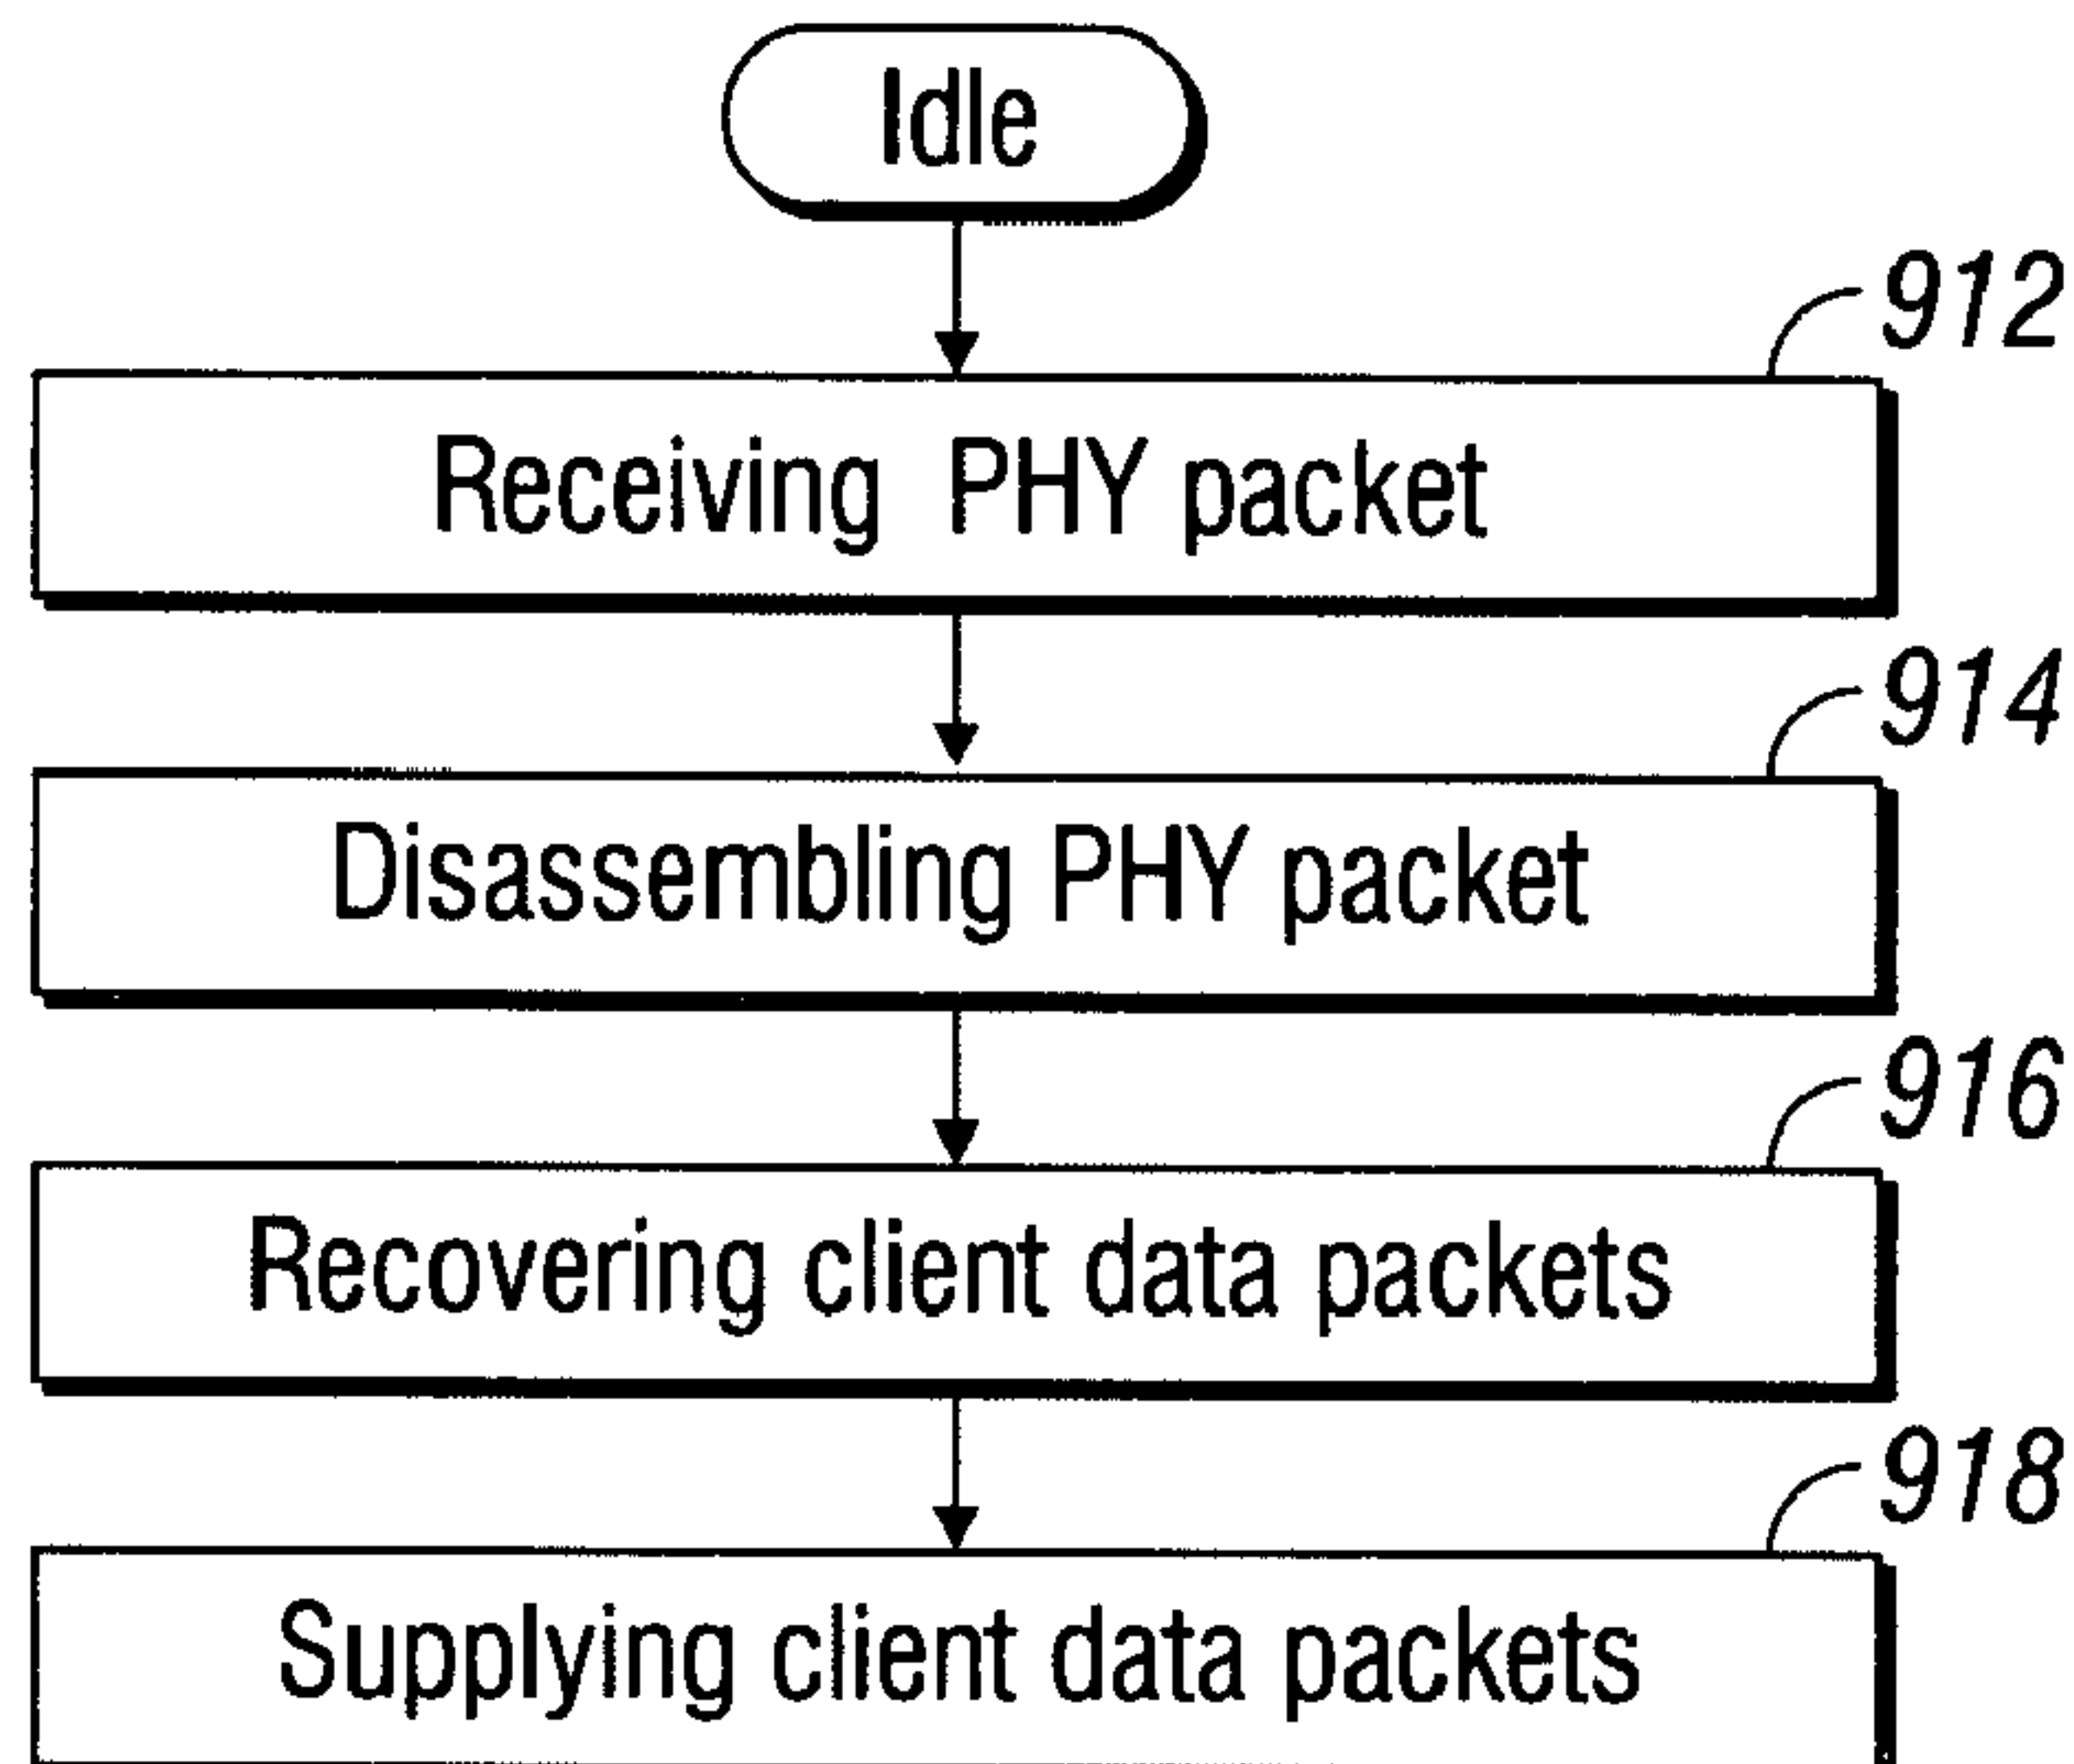 Idle
912
Receiving PHY packet
914
Disassembling PHY packet
916
Recovering client data packets
918
Supplying client data packets